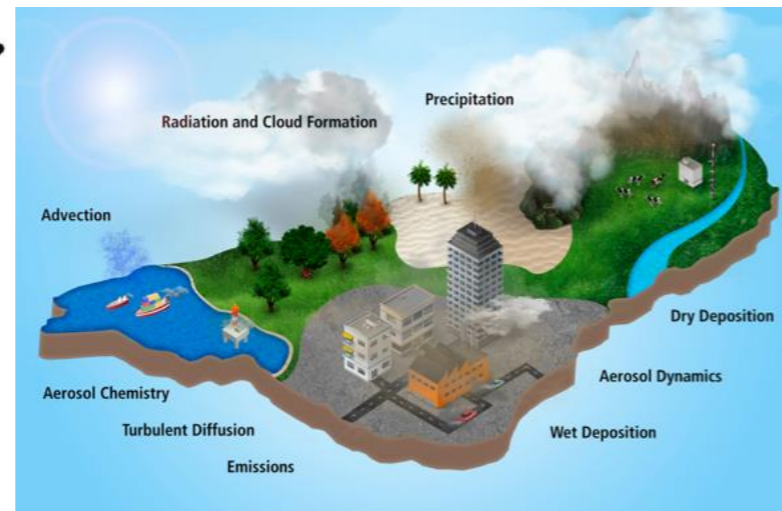 Precipitation
Radiation and Cloud Formation
Advection
Dry Deposition
Aerosol Dynamics
Aerosol Chemistry
Turbulent Diffusion
Wet Deposition
Emissions